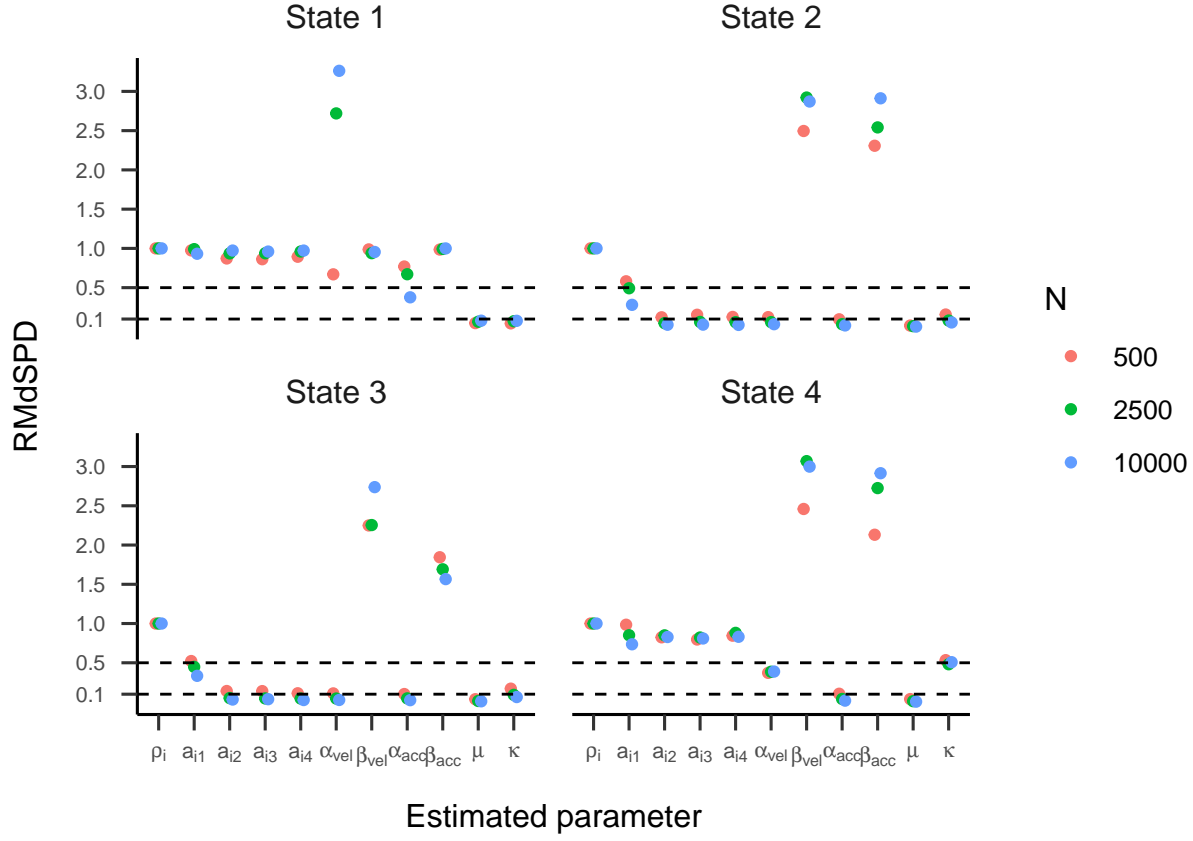 State 1 State 2
3.0
2.5
2.0
1.5
1.0
0.5
0.1
State 3 State 4
3.0
2.5
2.0
1.5
1.0
0.5
0.1
ρi ai1 ai2 ai3 ai4 αvel βvel αacc βacc μ κ ρi ai1 ai2 ai3 ai4 αvel βvel αacc βacc μ κ
Estimated parameter
RMdSPD
N
500
2500
10000